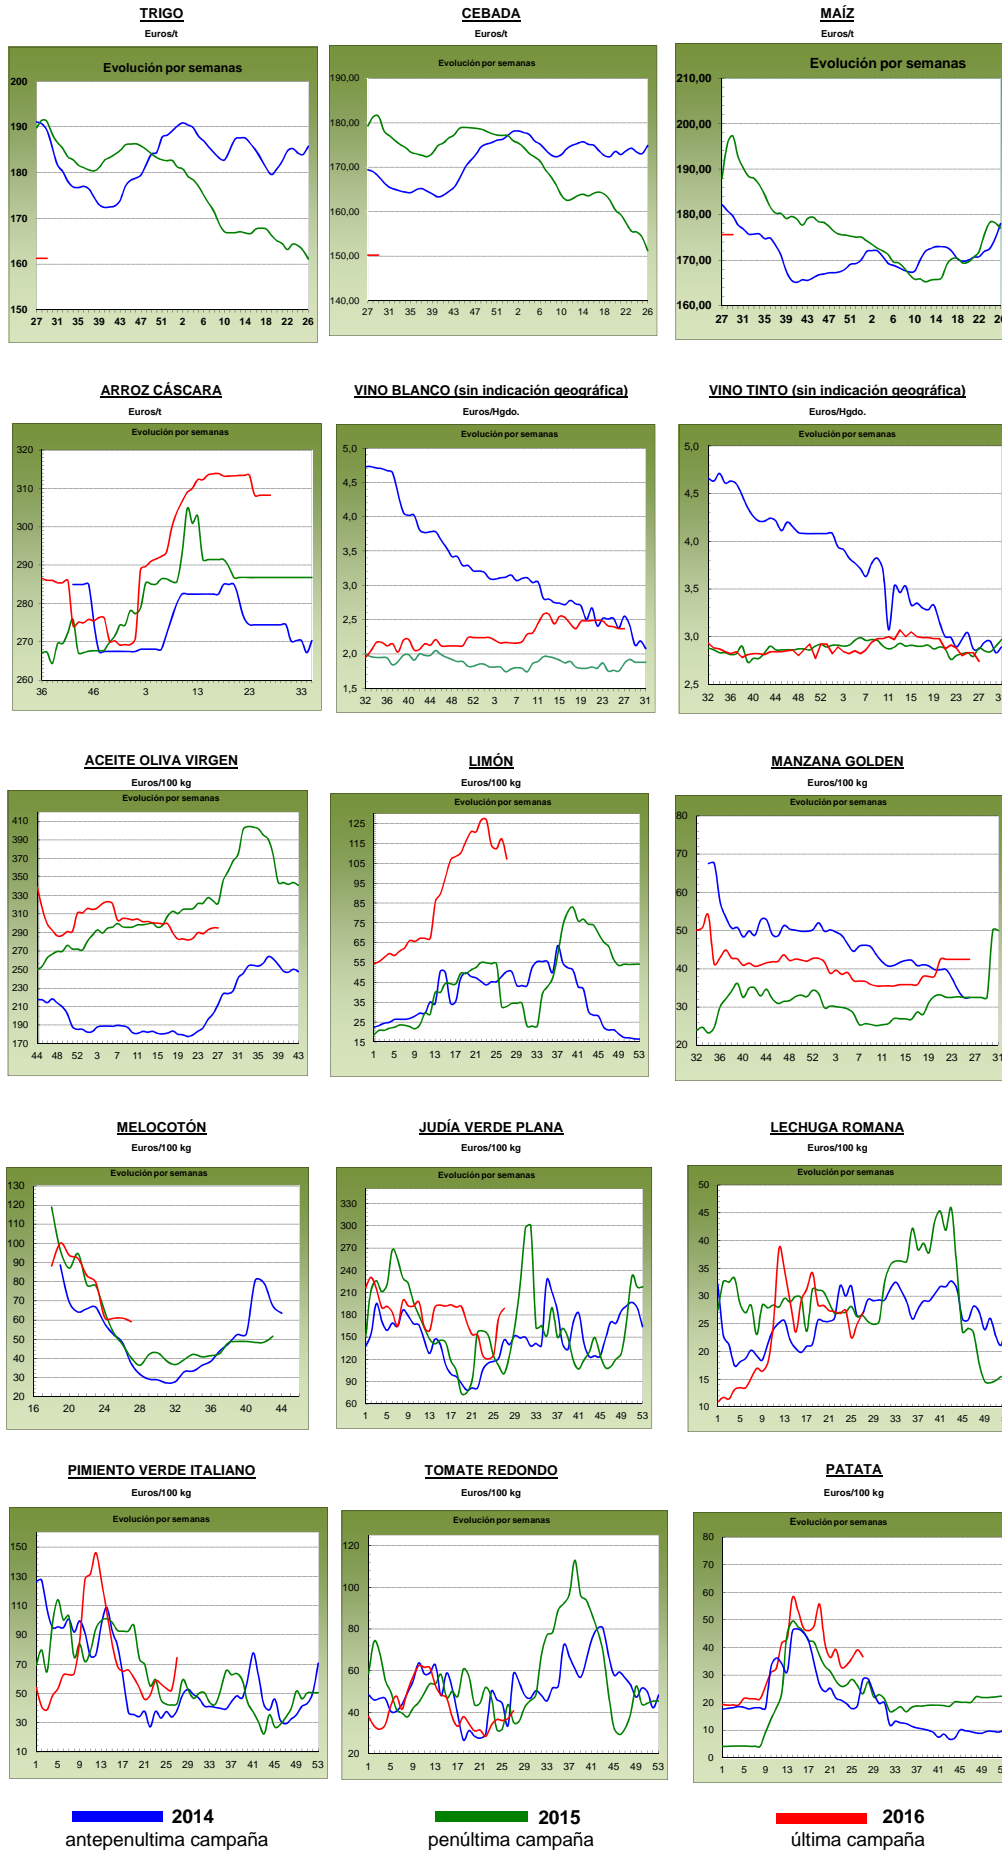 TRIGO
Euros/t
Evolución por semanas
200
190
180
170
160
150
27 31 35 39 43 47 51 2 6 10 14 18 22 26
CEBADA
Euros/t
Evolución por semanas
190,00
180,00
170,00
160,00
150,00
140,00
27 31 35 39 43 47 51 2 6 10 14 18 22 26
MAÍZ
Euros/t
Evolución por semanas
210,00
200,00
190,00
180,00
170,00
160,00
27 31 35 39 43 47 51 2 6 10 14 18 22 26
ARROZ CÁSCARA
Euros/t
Evolución por semanas
320
310
300
290
280
270
260
36 46 3 13 23 33
VINO BLANCO (sin indicación geográfica)
Euros/Hgdo.
Evolución por semanas
5,0
4,5
4,0
3,5
3,0
2,5
2,0
1,5
32 36 40 44 48 52 3 7 11 15 19 23 27 31
VINO TINTO (sin indicación geográfica)
Euros/Hgdo.
Evolución por semanas
5,0
4,5
4,0
3,5
3,0
2,5
32 36 40 44 48 52 3 7 11 15 19 23 27
ACEITE OLIVA VIRGEN
Euros/100 kg
Evolución por semanas
410
390
370
350
330
310
290
270
250
230
210
190
170
44 48 52 3 7 11 15 19 23 27 31 35 39 43
LIMÓN
Euros/100 kg
Evolución por semanas
125
105
85
65
55
45
35
25
15
1 5 9 13 17 21 25 29 33 37 41 45 49 53
MANZANA GOLDEN
Euros/100 kg
Evolución por semanas
80
70
60
50
40
30
20
32 36 40 44 48 52 3 7 11 15 19 23 27 31
MELOCOTÓN
Euros/100 kg
Evolución por semanas
130
120
110
100
90
80
70
60
50
40
30
20
16 20 24 28 32 36 40 44
JUDÍA VERDE PLANA
Euros/100 kg
Evolución por semanas
330
300
270
240
210
180
150
120
90
60
1 5 9 13 17 21 25 29 33 37 41 45 49 53
LECHUGA ROMANA
Euros/100 kg
Evolución por semanas
50
45
40
35
30
25
20
15
10
1 5 9 13 17 21 25 29 33 37 41 45 49
PIMIENTO VERDE ITALIANO
Euros/100 kg
Evolución por semanas
150
130
110
90
70
50
30
10
1 5 9 13 17 21 25 29 33 37 41 45 49 53
TOMATE REDONDO
Euros/100 kg
Evolución por semanas
120
100
80
60
40
20
1 5 9 13 17 21 25 29 33 37 41 45 49 53
PATATA
Euros/100 kg
Evolución por semanas
80
70
60
50
40
30
20
10
0
1 5 9 13 17 21 25 29 33 37 41 45 49
2014
antepenultima campaña
2015
penúltima campaña
2016
última campaña